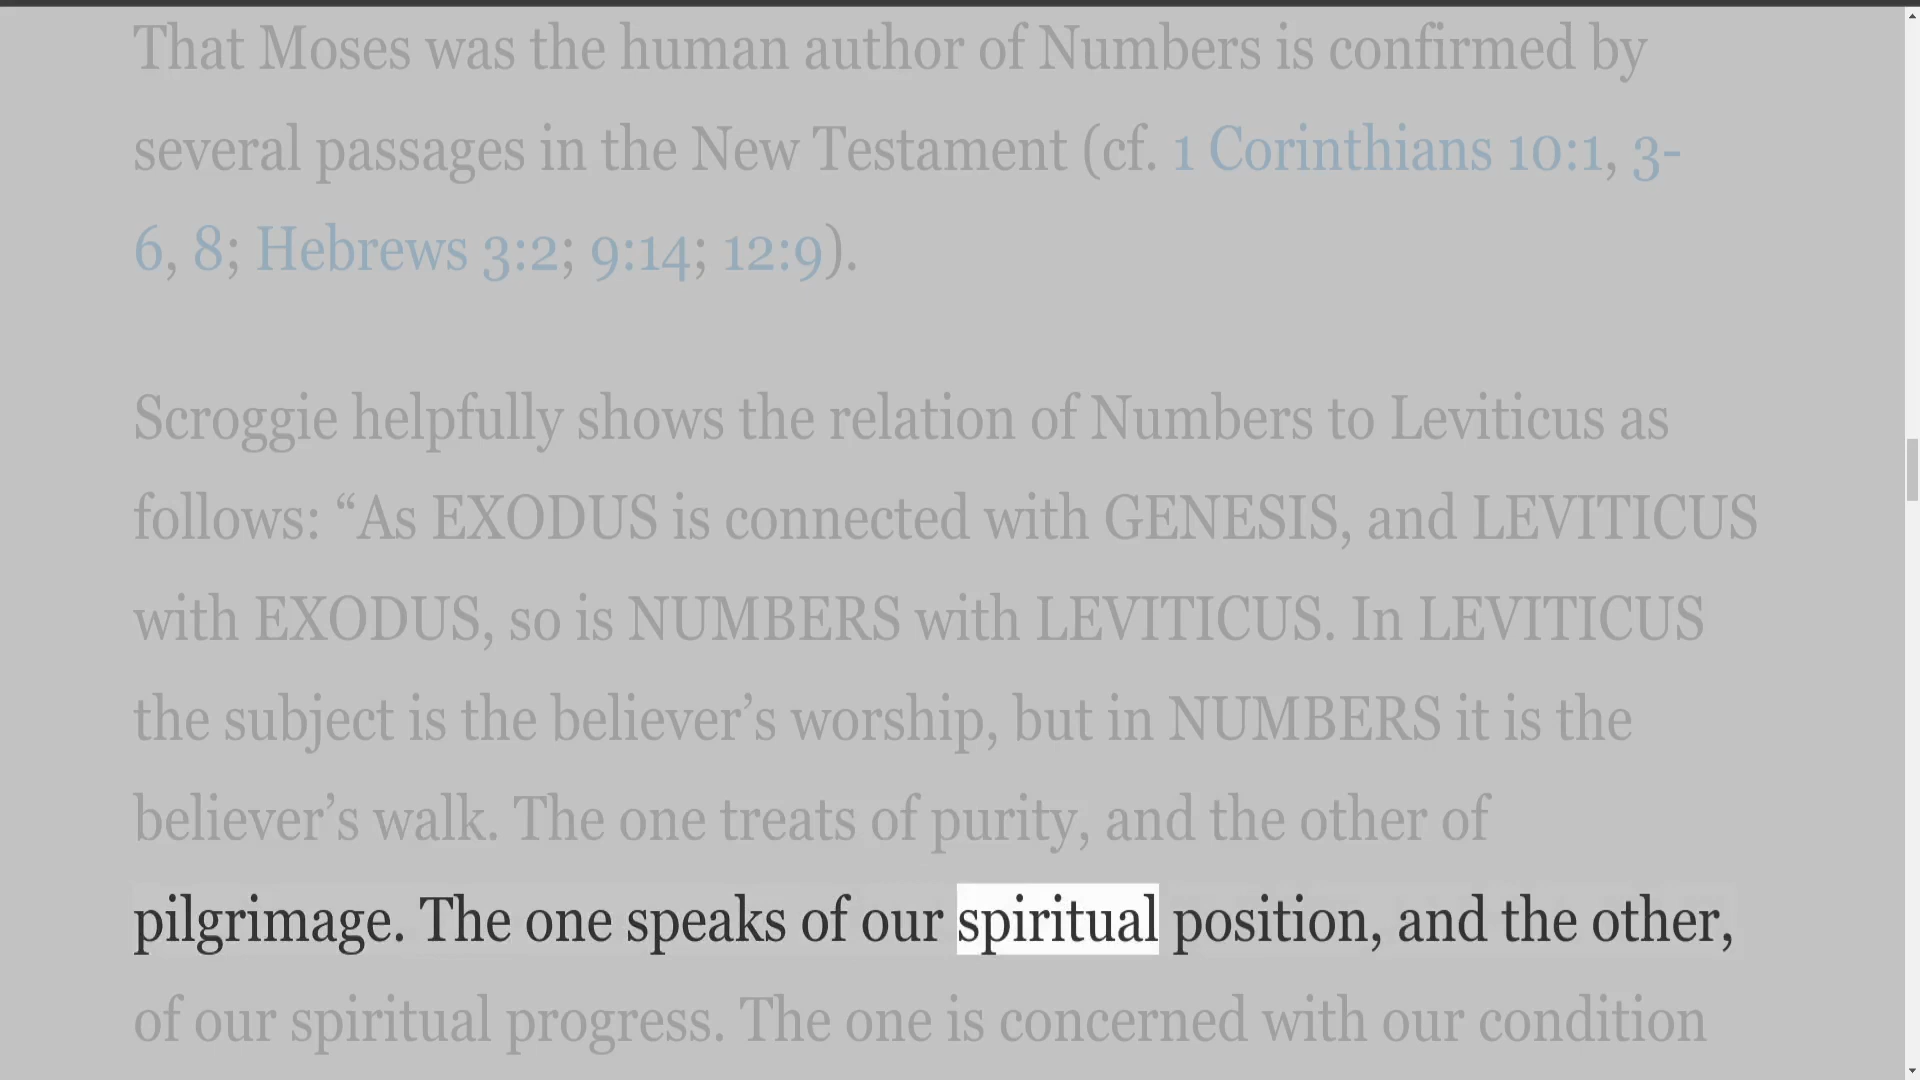 That Moses was the human author of Numbers is confirmed by
several passages in the New Testament (cf. 1 Corinthians 10:1, 3-
6, 8; Hebrews 3:2; 9:14; 12:9).
Scroggie helpfully shows the relation of Numbers to Leviticus as
follows: “As EXODUS is connected with GENESIS, and LEVITICUS
with EXODUS, so is NUMBERS with LEVITICUS. In LEVITICUS
the subject is the believer’s worship, but in NUMBERS it is the
believer’s walk. The one treats of purity, and the other of
pilgrimage. The one speaks of our spiritual position, and the other,
of our spiritual progress. The one is concerned with our condition